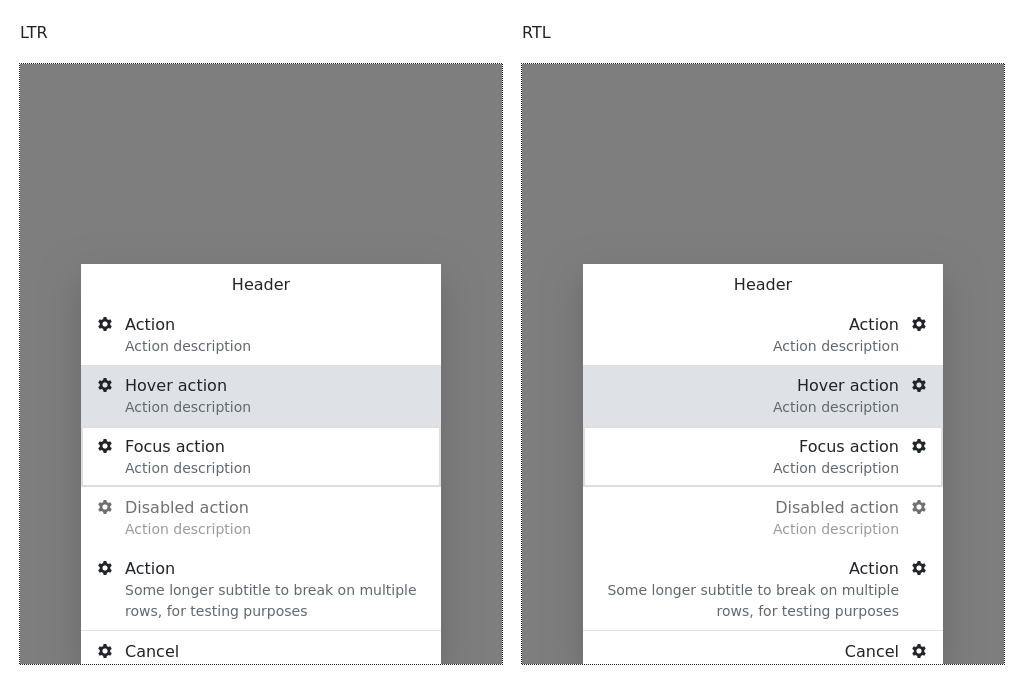 LTR
Header
Action
Action description
Hover action
Action description
Focus action
Action description
Disabled action
Action description
Action
Some longer subtitle to break on multiple
rows, for testing purposes
Cancel
RTL
Header
Action
Action description
Hover action
Action description
Focus action
Action description
Disabled action
Action description
Action
Some longer subtitle to break on multiple
rows, for testing purposes
Cancel